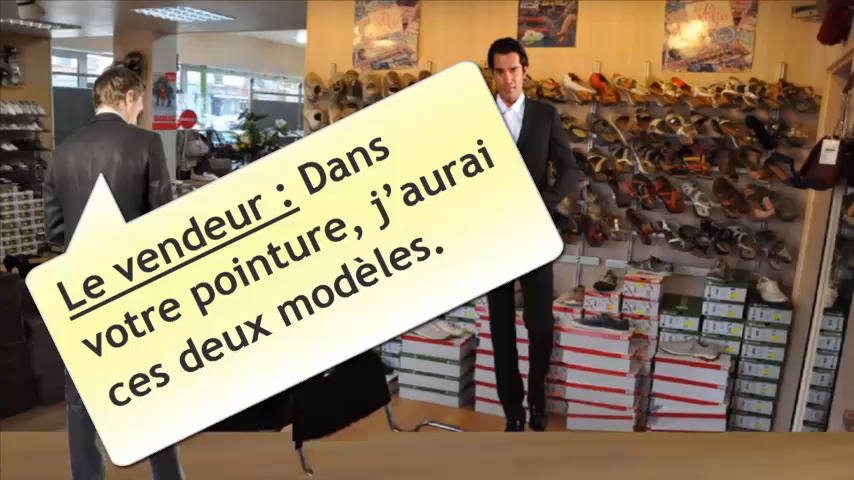 Le vendeur : Dans
votre pointure, j'aurai
ces deux modèles.